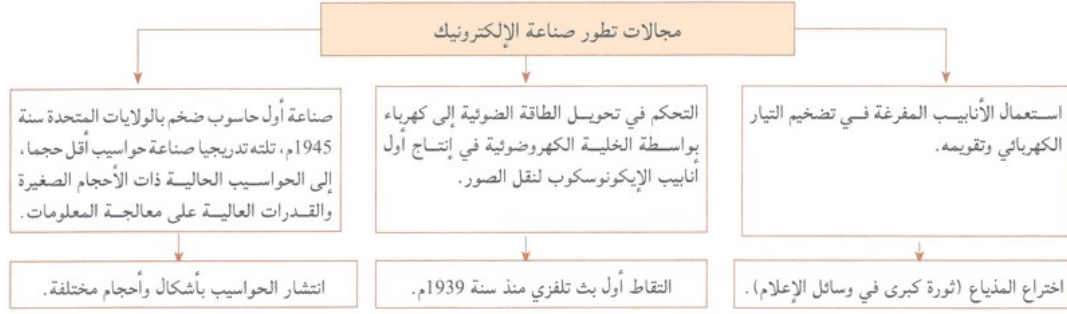 مجالات تطور صناعة الإلكترونيك
استعمال الأنابيب المفرغة في تضخيم التيار
الكهربائي وتقويمه.
اختراع المذياع (ثورة كبرى في وسائل الإعلام).
التحكم في تحويل الطاقة الضوئية إلى كهرباء
بواسطة الخلية الكهروضوئية في إنتاج أول
أنابيب الإيكونوسكوب لنقل الصور.
التقاط أول بث تلفزي منذ سنة 1939م.
صناعة أول حاسوب ضخم بالولايات المتحدة سنة
1945م، تلته تدريجيا صناعة حواسيب أقل حجما،
إلى الحواسيب الحالية ذات الأحجام الصغيرة
والقدرات العالية على معالجة المعلومات.
انتشار الحواسيب بأشكال وأحجام مختلفة.